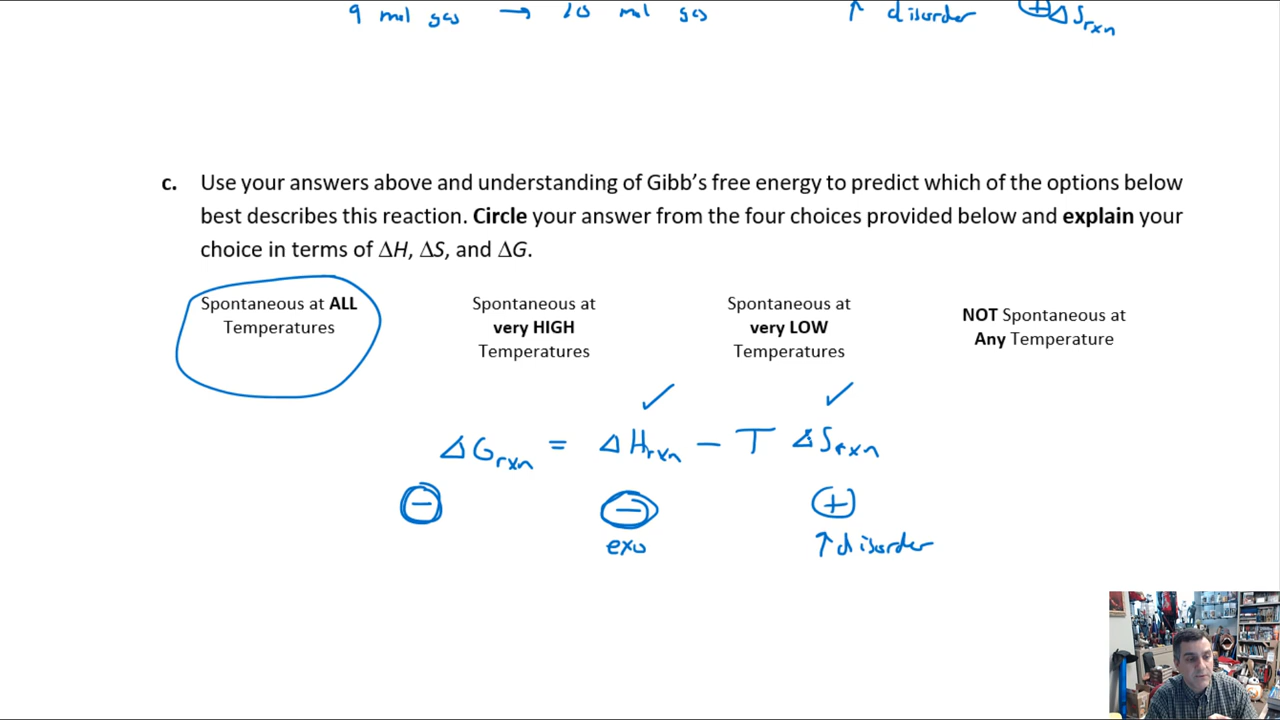 9 mol gas → 10 mol gas ↑ disorder ⊕ΔSrxn
c. Use your answers above and understanding of Gibb's free energy to predict which of the options below
best describes this reaction. Circle your answer from the four choices provided below and explain your
choice in terms of ΔH, ΔS, and ΔG.
Spontaneous at ALL
Temperatures
Spontaneous at
very HIGH
Temperatures
Spontaneous at
very LOW
Temperatures
NOT Spontaneous at
Any Temperature
✓ ✓
ΔGrxn = ΔHrxn − T ΔSrxn
⊖ ⊖ ⊕
exo ↑ disorder